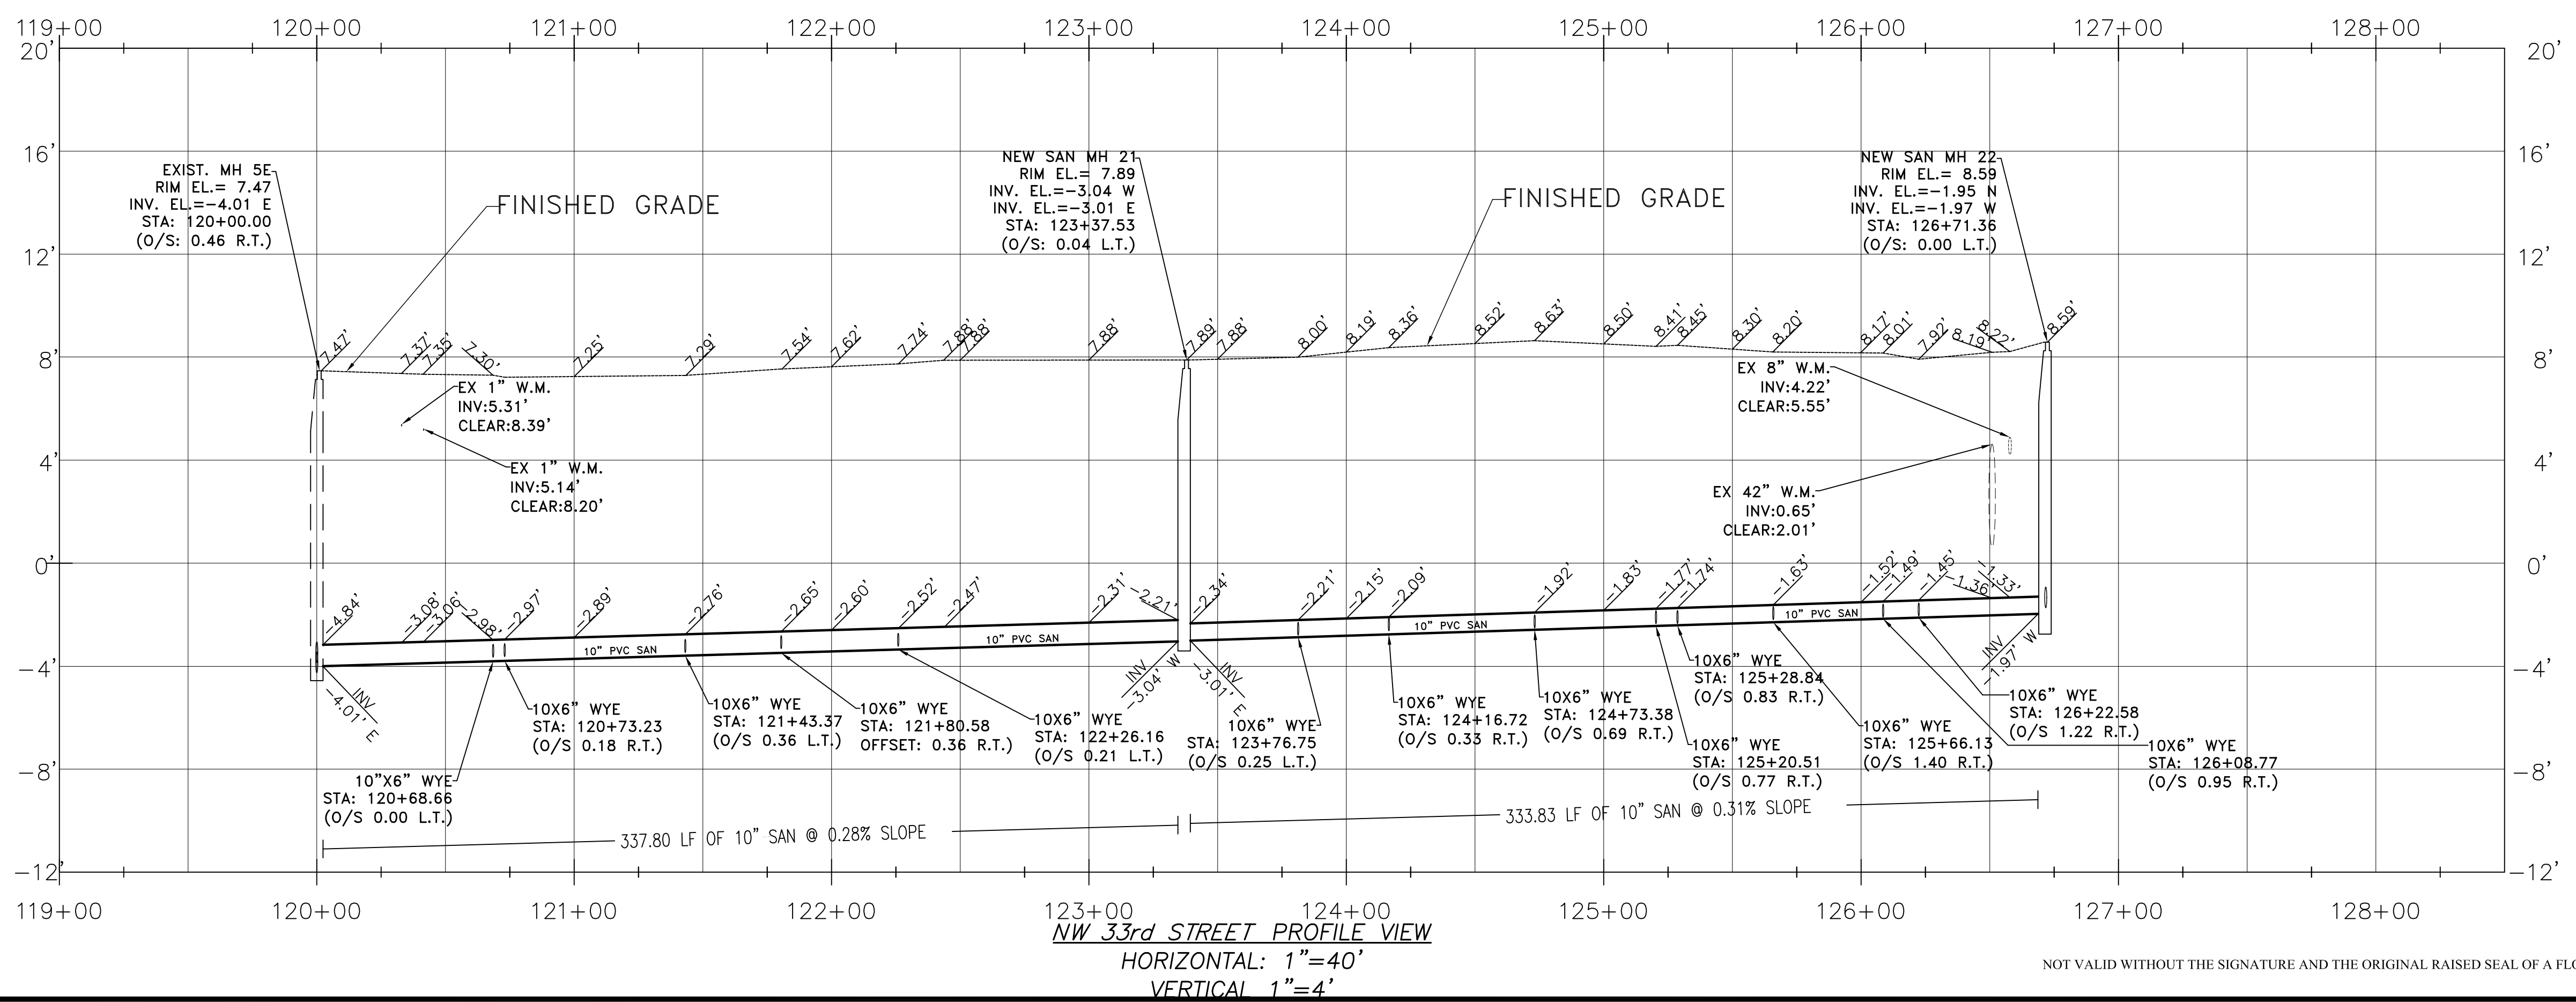 119+00 120+00 121+00 122+00 123+00 124+00 125+00 126+00 127+00 128+00
20' 20'
16' 16'
12' 12'
8' 8'
4' 4'
0' 0'
-4' -4'
-8' -8'
-12' -12'
EXIST. MH 5E
RIM EL.= 7.47
INV. EL.=-4.01 E
STA: 120+00.00
(O/S: 0.46 R.T.)
FINISHED GRADE
NEW SAN MH 21
RIM EL.= 7.89
INV. EL.=-3.04 W
INV. EL.=-3.01 E
STA: 123+37.53
(O/S: 0.04 L.T.)
FINISHED GRADE
NEW SAN MH 22
RIM EL.= 8.59
INV. EL.=-1.95 N
INV. EL.=-1.97 W
STA: 126+71.36
(O/S: 0.00 L.T.)
7.47'
7.37'
7.35'
7.30'
7.25'
7.29'
7.54'
7.62'
7.74'
7.88'
7.88'
7.88'
7.89'
7.88'
8.00'
8.19'
8.36'
8.52'
8.63'
8.50'
8.41'
8.45'
8.30'
8.20'
8.17'
8.01'
7.92'
8.19'
8.22'
8.59'
EX 1" W.M.
INV:5.31'
CLEAR:8.39'
EX 1" W.M.
INV:5.14'
CLEAR:8.20'
EX 8" W.M.
INV:4.22'
CLEAR:5.55'
EX 42" W.M.
INV:0.65'
CLEAR:2.01'
-4.84'
-3.08'
-3.06'
-2.98'
-2.97'
-2.89'
-2.76'
-2.65'
-2.60'
-2.52'
-2.47'
-2.31'
-2.21'
-2.34'
-2.21'
-2.15'
-2.09'
-1.92'
-1.83'
-1.77'
-1.74'
-1.63'
-1.52'
-1.49'
-1.45'
-1.36'
-1.33'
10" PVC SAN
10" PVC SAN
10" PVC SAN
10" PVC SAN
INV
-4.01' E
INV
-3.04' W
INV
-3.01' E
INV
-1.97' W
10"X6" WYE
STA: 120+68.66
(O/S 0.00 L.T.)
10X6" WYE
STA: 120+73.23
(O/S 0.18 R.T.)
10X6" WYE
STA: 121+43.37
(O/S 0.36 L.T.)
10X6" WYE
STA: 121+80.58
OFFSET: 0.36 R.T.)
10X6" WYE
STA: 122+26.16
(O/S 0.21 L.T.)
10X6" WYE
STA: 123+76.75
(O/S 0.25 L.T.)
10X6" WYE
STA: 124+16.72
(O/S 0.33 R.T.)
10X6" WYE
STA: 124+73.38
(O/S 0.69 R.T.)
10X6" WYE
STA: 125+28.84
(O/S 0.83 R.T.)
10X6" WYE
STA: 125+20.51
(O/S 0.77 R.T.)
10X6" WYE
STA: 125+66.13
(O/S 1.40 R.T.)
10X6" WYE
STA: 126+22.58
(O/S 1.22 R.T.)
10X6" WYE
STA: 126+08.77
(O/S 0.95 R.T.)
337.80 LF OF 10" SAN @ 0.28% SLOPE
333.83 LF OF 10" SAN @ 0.31% SLOPE
119+00 120+00 121+00 122+00 123+00 124+00 125+00 126+00 127+00 128+00
NW 33rd STREET PROFILE VIEW
HORIZONTAL: 1"=40'
VERTICAL 1"=4'
NOT VALID WITHOUT THE SIGNATURE AND THE ORIGINAL RAISED SEAL OF A FLO